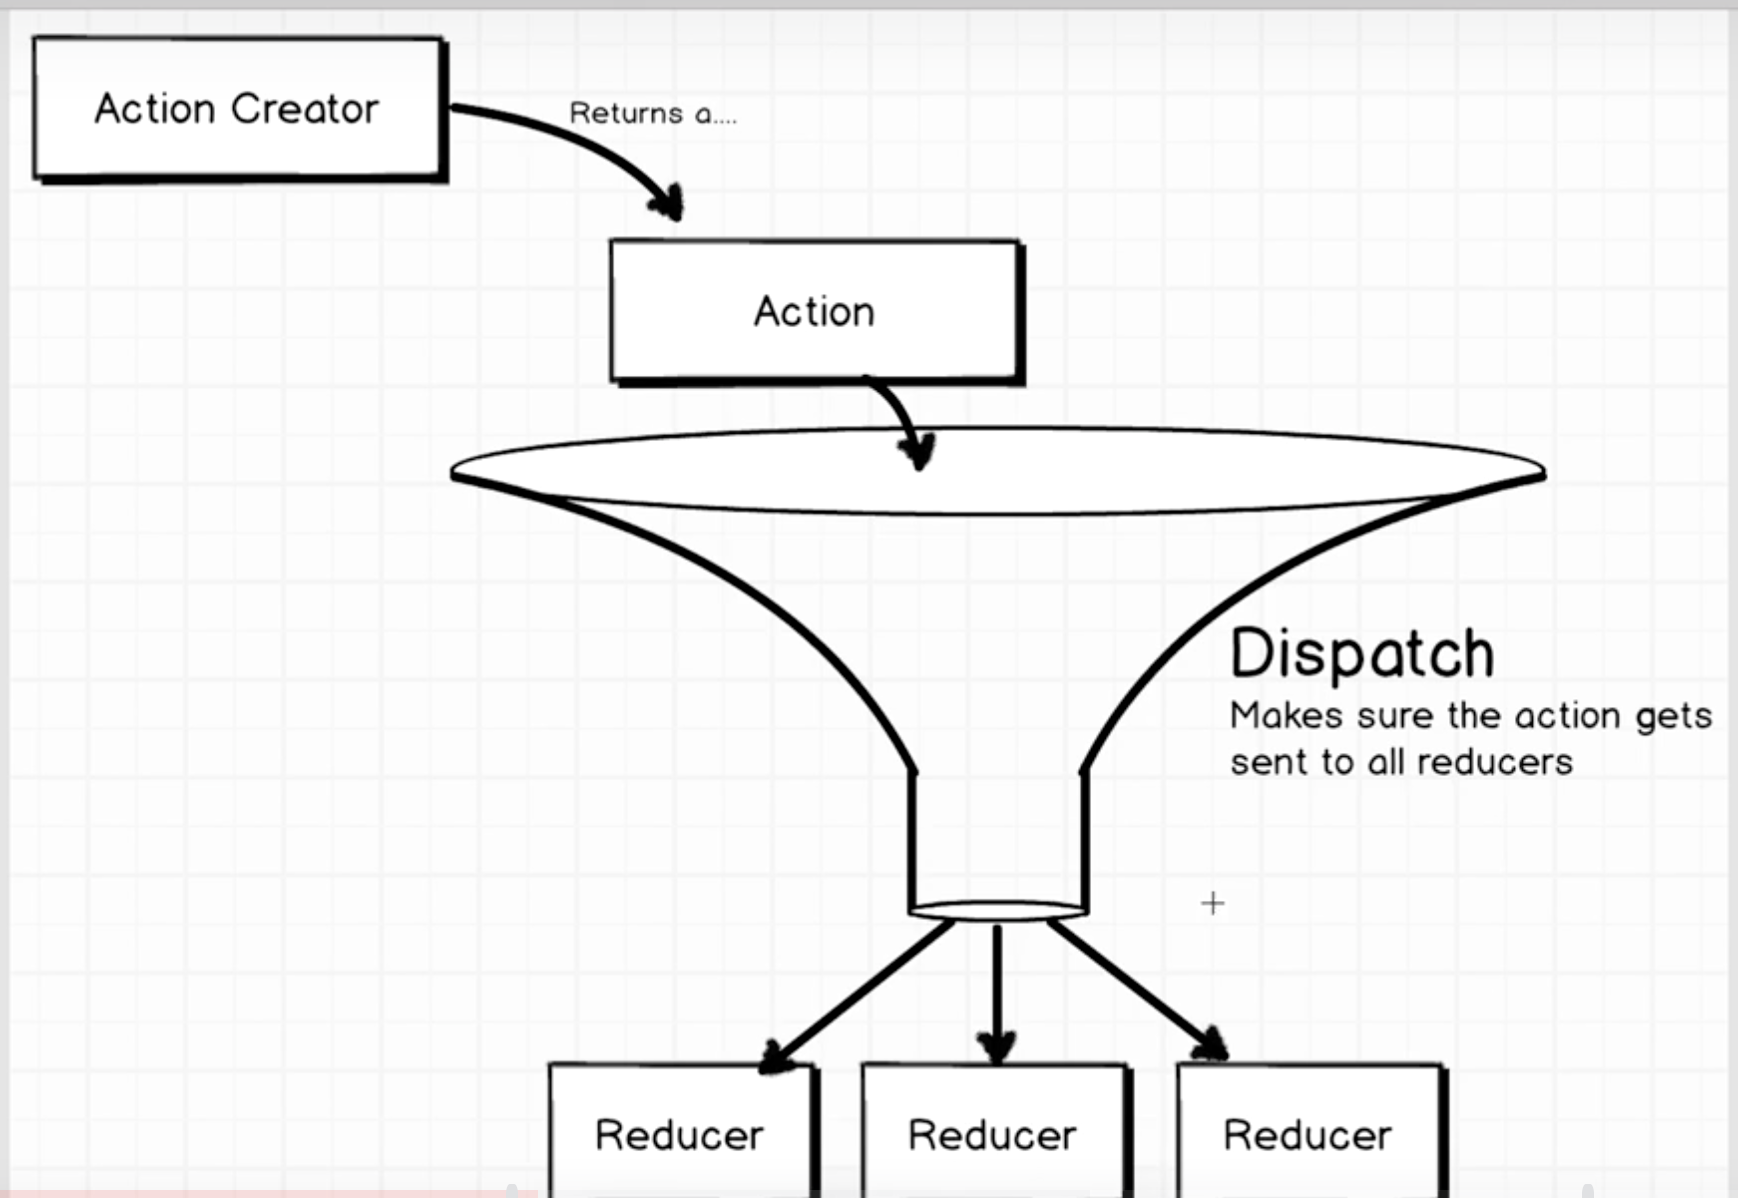 Action Creator
Returns a....
Action
Dispatch
Makes sure the action gets
sent to all reducers
Reducer
Reducer
Reducer